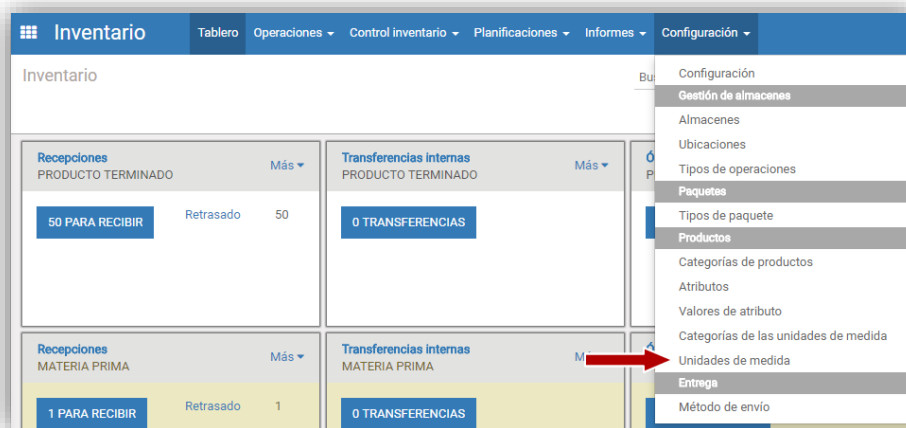 Inventario Tablero Operaciones Control inventario Planificaciones Informes Configuración
Inventario
Bu
Configuración
Gestión de almacenes
Almacenes
Ubicaciones
Tipos de operaciones
Paquetes
Tipos de paquete
Productos
Categorías de productos
Atributos
Valores de atributo
Categorías de las unidades de medida
Unidades de medida
Entrega
Método de envío
Recepciones Más
PRODUCTO TERMINADO
50 PARA RECIBIR Retrasado 50
Transferencias internas Más
PRODUCTO TERMINADO
0 TRANSFERENCIAS
Ó
P
Recepciones Más
MATERIA PRIMA
1 PARA RECIBIR Retrasado 1
Transferencias internas
MATERIA PRIMA
0 TRANSFERENCIAS